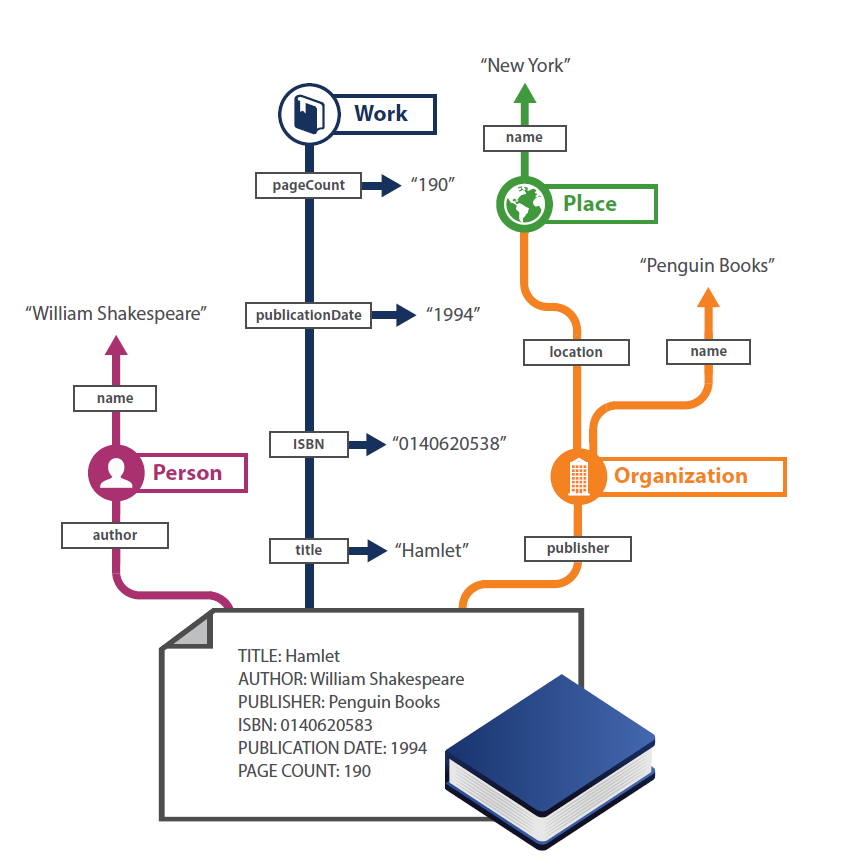 “New York”
Work
name
pageCount
“190”
Place
“Penguin Books”
“William Shakespeare”
publicationDate
“1994”
location
name
name
ISBN
“0140620538”
Person
Organization
author
title
“Hamlet”
publisher
TITLE: Hamlet
AUTHOR: William Shakespeare
PUBLISHER: Penguin Books
ISBN: 0140620583
PUBLICATION DATE: 1994
PAGE COUNT: 190